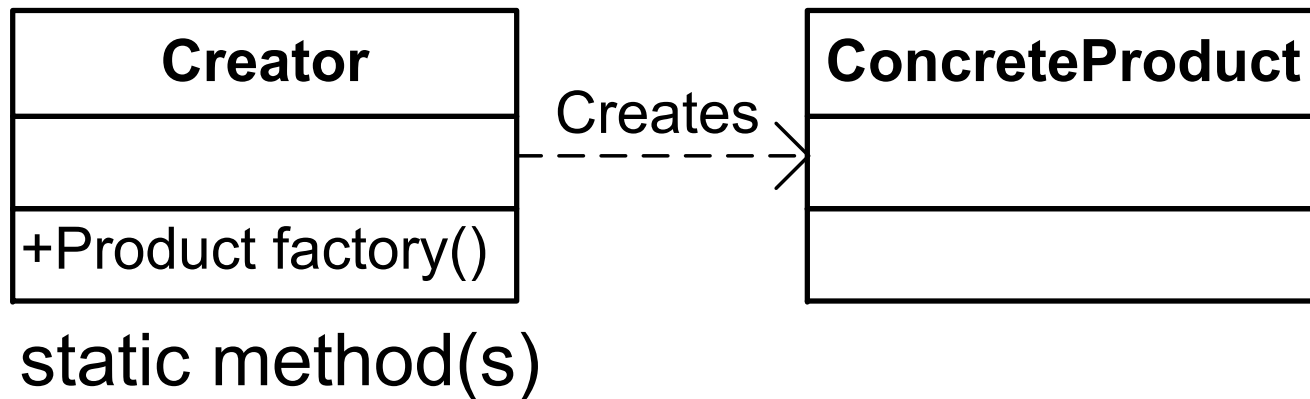 Creator
ConcreteProduct
Creates
+Product factory()
static method(s)